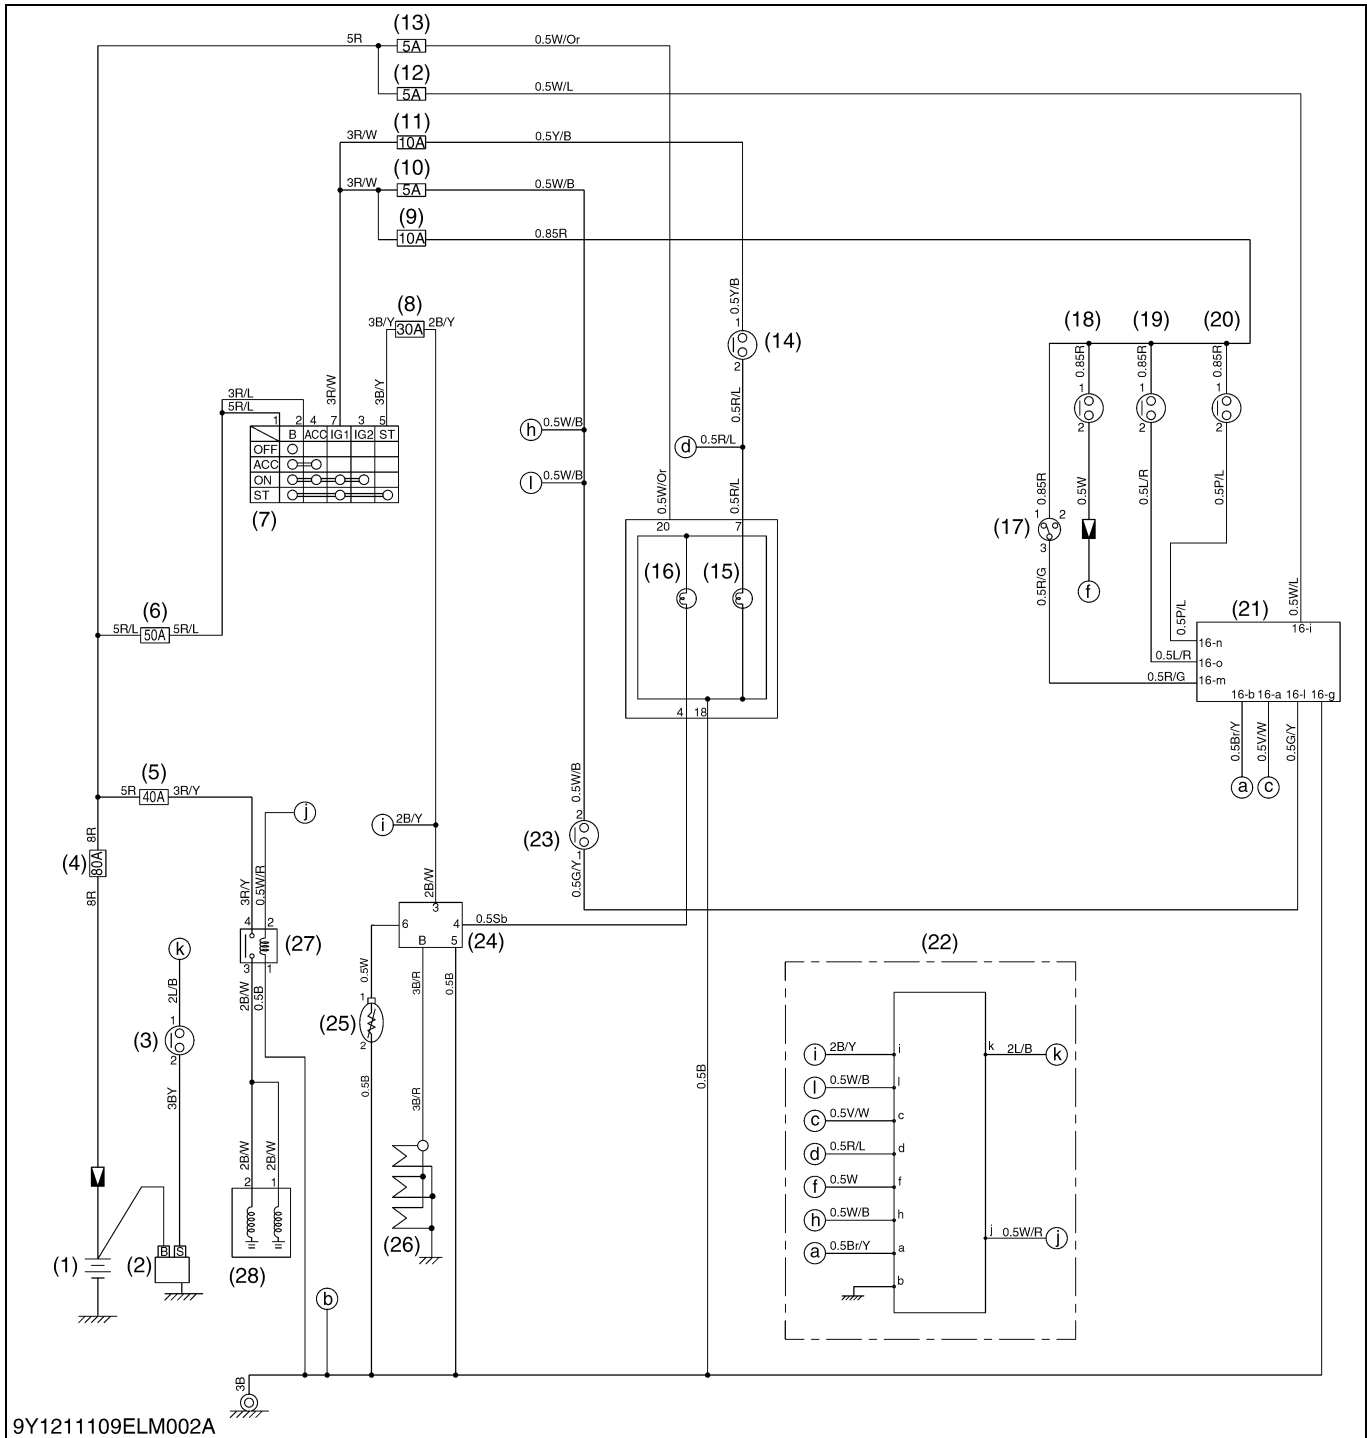 (13)
5R
5A
0.5W/Or
(12)
5A
0.5W/L
(11)
3R/W
10A
0.5Y/B
(10)
3R/W
5A
0.5W/B
(9)
10A
0.85R
(8)
3B/Y
30A
2B/Y
3R/W
3B/Y
3R/L
5R/L
1 2 4 7 3 5
B ACC IG1 IG2 ST
OFF
ACC
ON
ST
(7)
0.5Y/B
1
(14)
2
0.5R/L
h 0.5W/B
d 0.5R/L
l 0.5W/B
0.5W/Or
0.5R/L
20 7
(16) (15)
4 18
(18) (19) (20)
0.85R 0.85R 0.85R
1 1 1
2 2 2
0.85R
0.5W
0.5L/R
0.5P/L
(17)
1 2
3
0.5R/G
f
0.5P/L
0.5W/L
(21)
16-i
16-n
0.5L/R
16-o
0.5R/G
16-m
16-b 16-a 16-l 16-g
0.5Br/Y
0.5V/W
0.5G/Y
a c
(6)
5R/L
50A
5R/L
(5)
5R
40A
3R/Y
j
8R
(4)
80A
8R
3R/Y
0.5W/R
4 2
(27)
3 1
2B/W
0.5B
k
2L/B
1
(3)
2
3BY
2B/W
2B/W
2 1
(28)
(1)
(2)
B S
i 2B/Y
2B/W
3
6 4
0.5Sb
B 5
(24)
0.5W/B
2
(23)
1
0.5G/Y
0.5W
3B/R
0.5B
1
(25)
2
0.5B
3B/R
(26)
0.5B
b
3B
(22)
i 2B/Y i
k 2L/B k
l 0.5W/B l
c 0.5V/W c
d 0.5R/L d
f 0.5W f
h 0.5W/B h
j 0.5W/R j
a 0.5Br/Y a
b
9Y1211109ELM002A